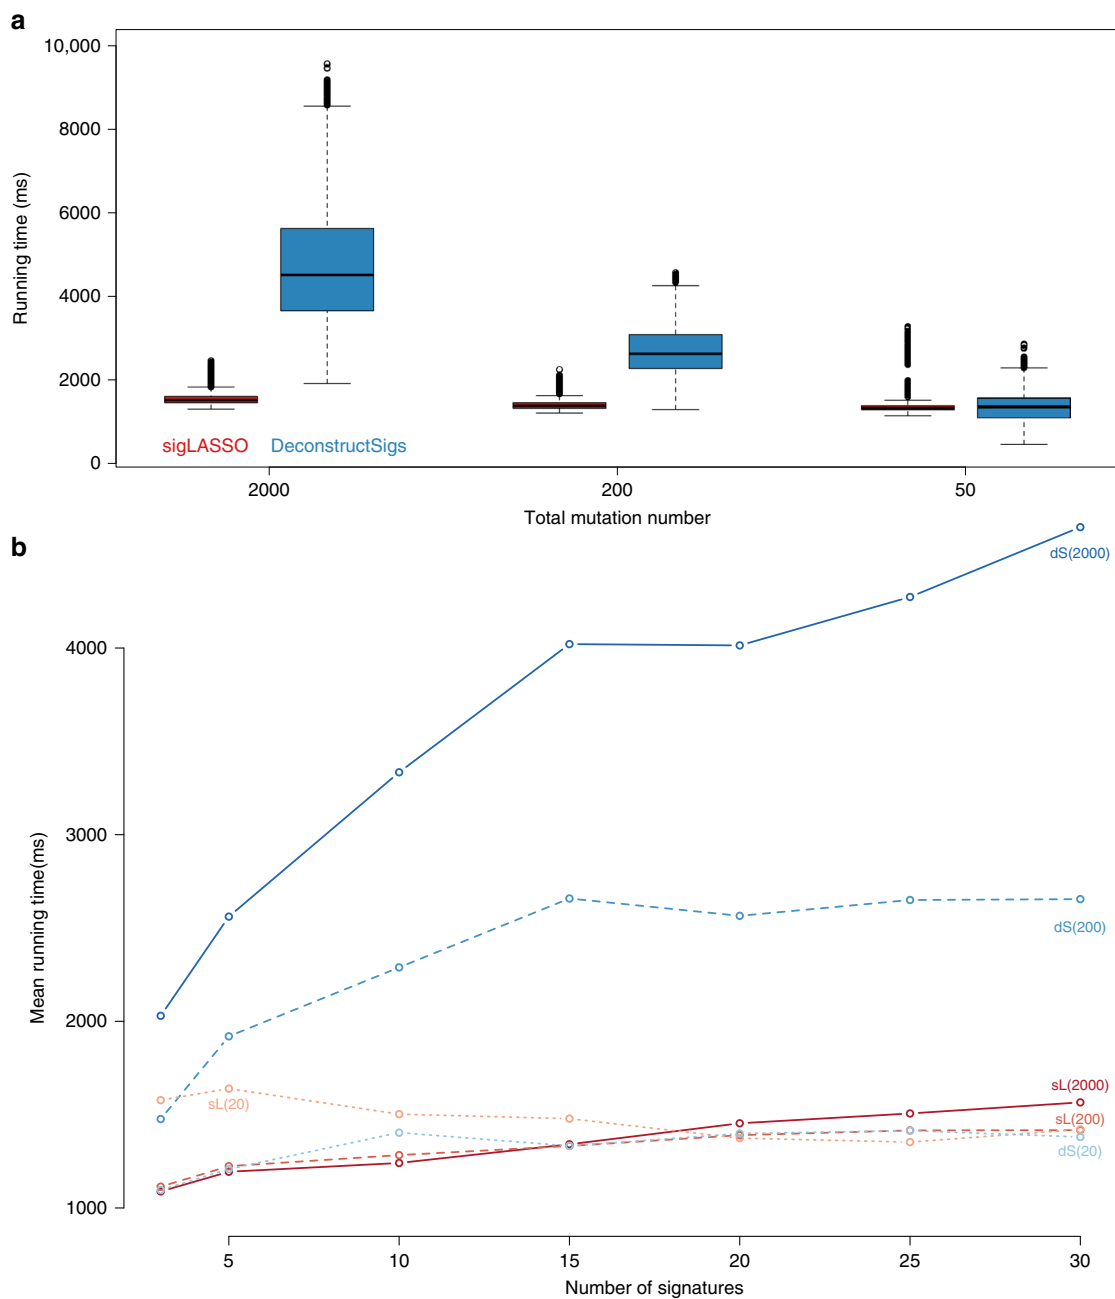 a
10,000
8000
6000
4000
2000
0
Running time (ms)
sigLASSO DeconstructSigs
2000 200 50
Total mutation number
b
4000
3000
2000
1000
Mean running time(ms)
dS(2000)
dS(200)
sL(20)
sL(2000)
sL(200)
dS(20)
5 10 15 20 25 30
Number of signatures